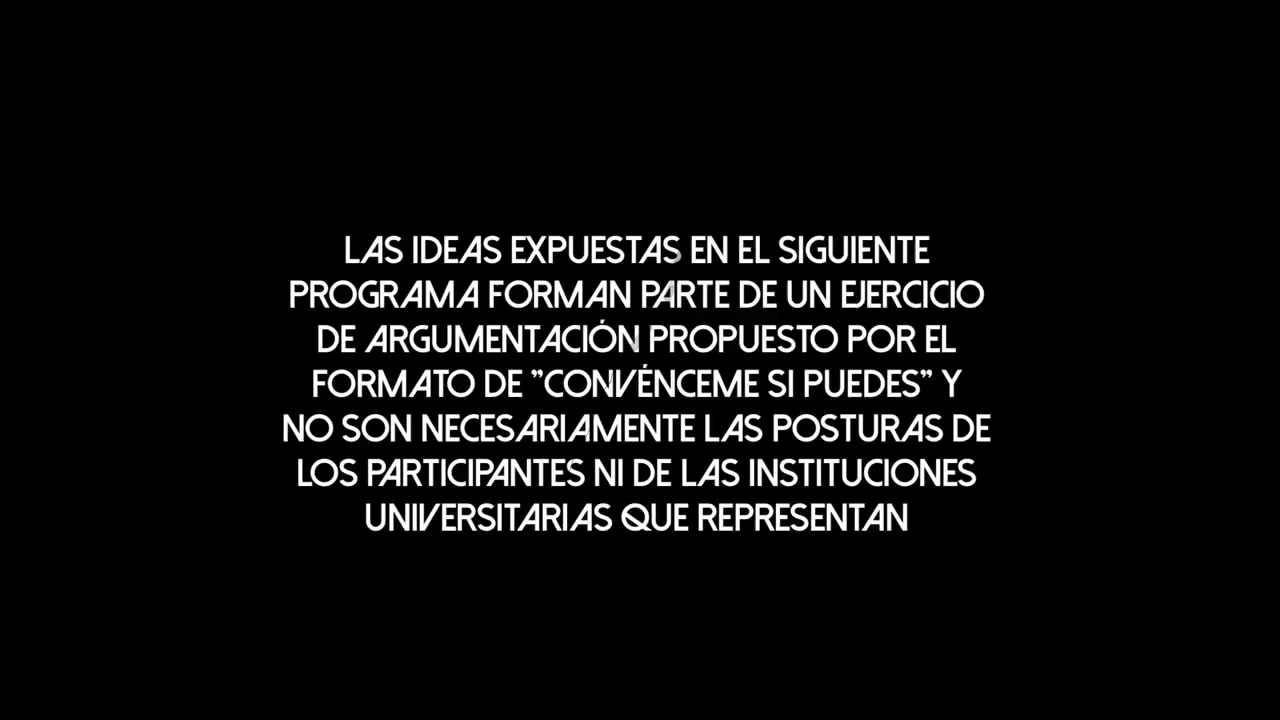 LAS IDEAS EXPUESTAS EN EL SIGUIENTE
PROGRAMA FORMAN PARTE DE UN EJERCICIO
DE ARGUMENTACIÓN PROPUESTO POR EL
FORMATO DE "CONVÉNCEME SI PUEDES" Y
NO SON NECESARIAMENTE LAS POSTURAS DE
LOS PARTICIPANTES NI DE LAS INSTITUCIONES
UNIVERSITARIAS QUE REPRESENTAN